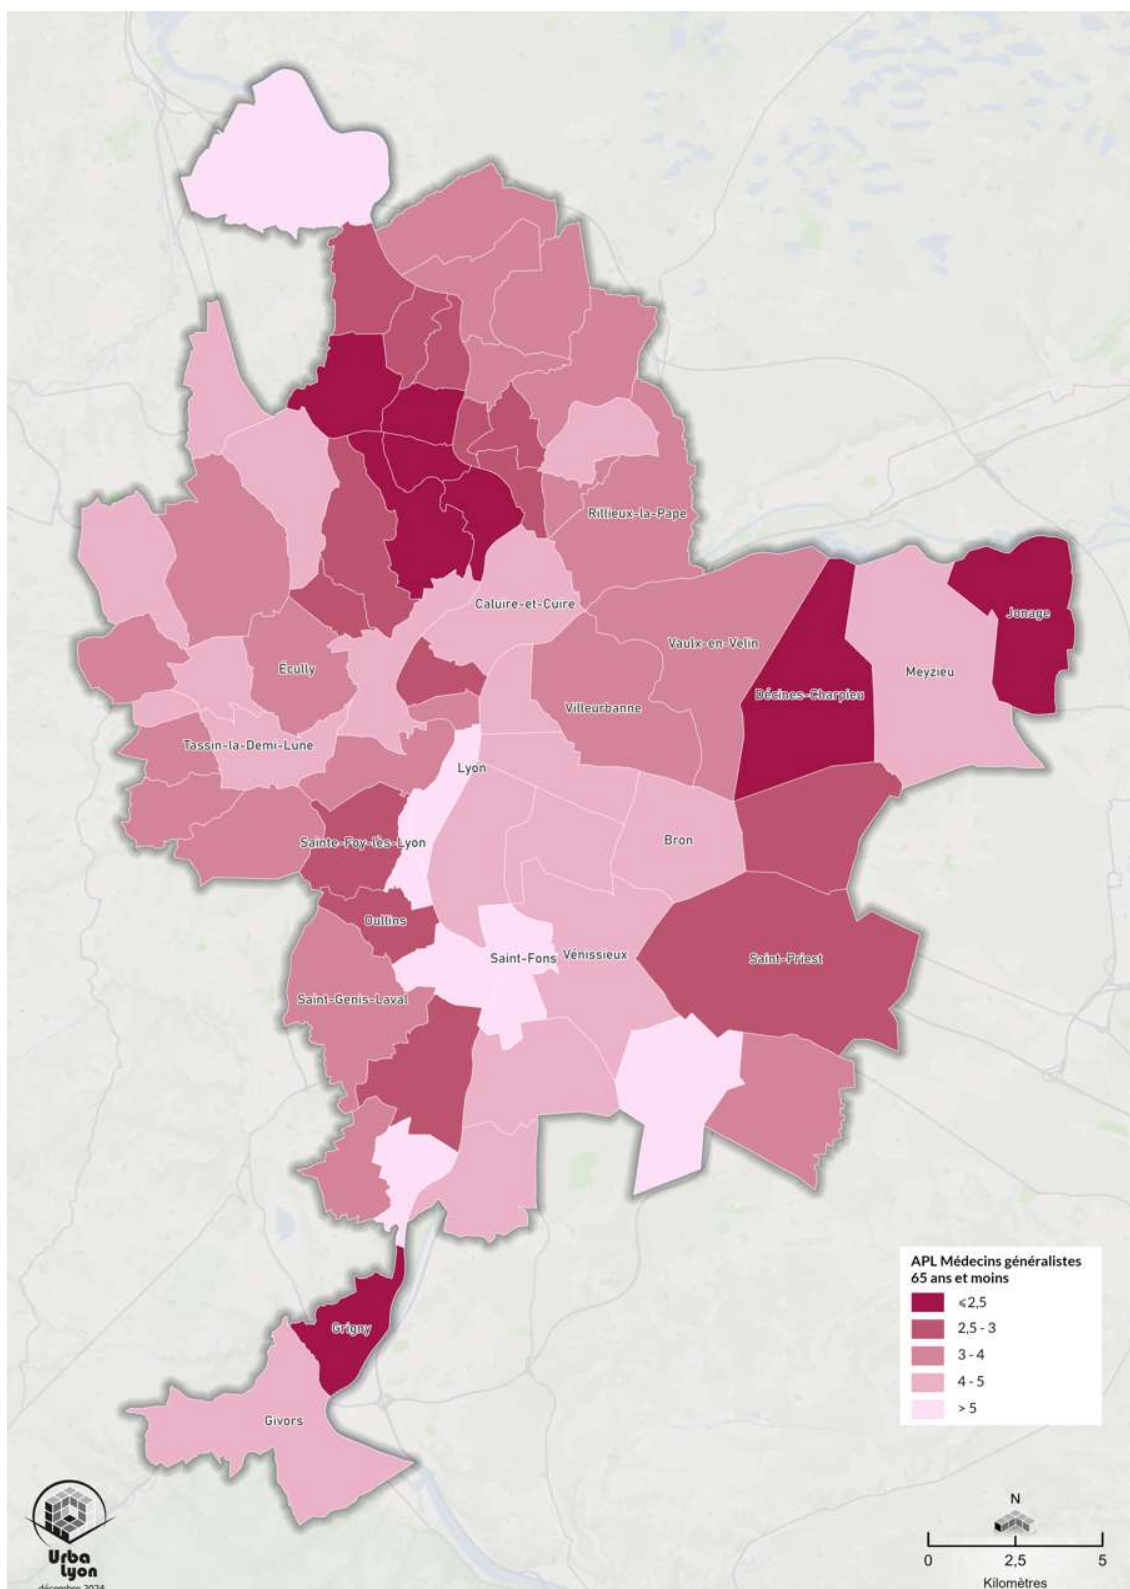 Rillieux-la-Pape
Caluire-et-Cuire
Jonage
Vaulx-en-Velin
Écully
Meyzieu
Décines-Charpieu
Villeurbanne
Tassin-la-Demi-Lune
Lyon
Sainte-Foy-lès-Lyon
Bron
Oullins
Saint-Fons
Vénissieux
Saint-Priest
Saint-Genis-Laval
APL Médecins généralistes
65 ans et moins
⩽2,5
2,5 - 3
3 - 4
4 - 5
> 5
Grigny
Givors
Urba
Lyon
décembre 2024
N
0 2,5 5
Kilomètres